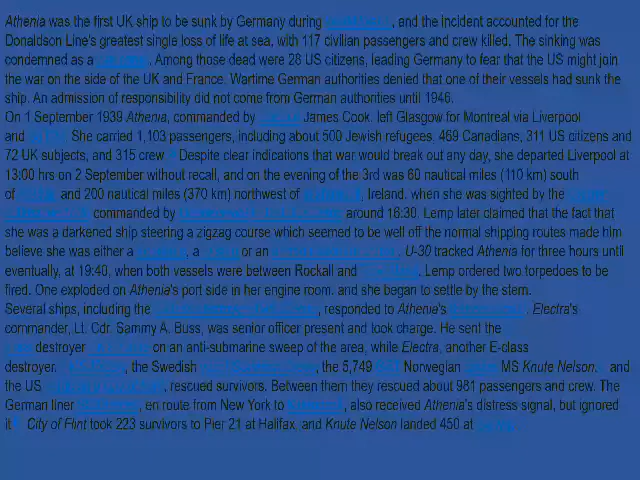 Athenia was the first UK ship to be sunk by Germany during , and the incident accounted for the
Donaldson Line's greatest single loss of life at sea, with 117 civilian passengers and crew killed. The sinking was
condemned as a . Among those dead were 28 US citizens, leading Germany to fear that the US might join
the war on the side of the UK and France. Wartime German authorities denied that one of their vessels had sunk the
ship. An admission of responsibility did not come from German authorities until 1946.
On 1 September 1939 Athenia, commanded by James Cook, left Glasgow for Montreal via Liverpool
and She carried 1,103 passengers, including about 500 Jewish refugees, 469 Canadians, 311 US citizens and
72 UK subjects, and 315 crew. Despite clear indications that war would break out any day, she departed Liverpool at
13:00 hrs on 2 September without recall, and on the evening of the 3rd was 60 nautical miles (110 km) south
of and 200 nautical miles (370 km) northwest of , Ireland, when she was sighted by the
commanded by around 16:30. Lemp later claimed that the fact that
she was a darkened ship steering a zigzag course which seemed to be well off the normal shipping routes made him
believe she was either a , a or an . U-30 tracked Athenia for three hours until
eventually, at 19:40, when both vessels were between Rockall and , Lemp ordered two torpedoes to be
fired. One exploded on Athenia's port side in her engine room, and she began to settle by the stern.
Several ships, including the , responded to Athenia's . Electra's
commander, Lt. Cdr. Sammy A. Buss, was senior officer present and took charge. He sent the
destroyer on an anti-submarine sweep of the area, while Electra, another E-class
destroyer, , the Swedish , the 5,749 Norwegian MS Knute Nelson, and
the US , rescued survivors. Between them they rescued about 981 passengers and crew. The
German liner , en route from New York to , also received Athenia's distress signal, but ignored
it City of Flint took 223 survivors to Pier 21 at Halifax, and Knute Nelson landed 450 at